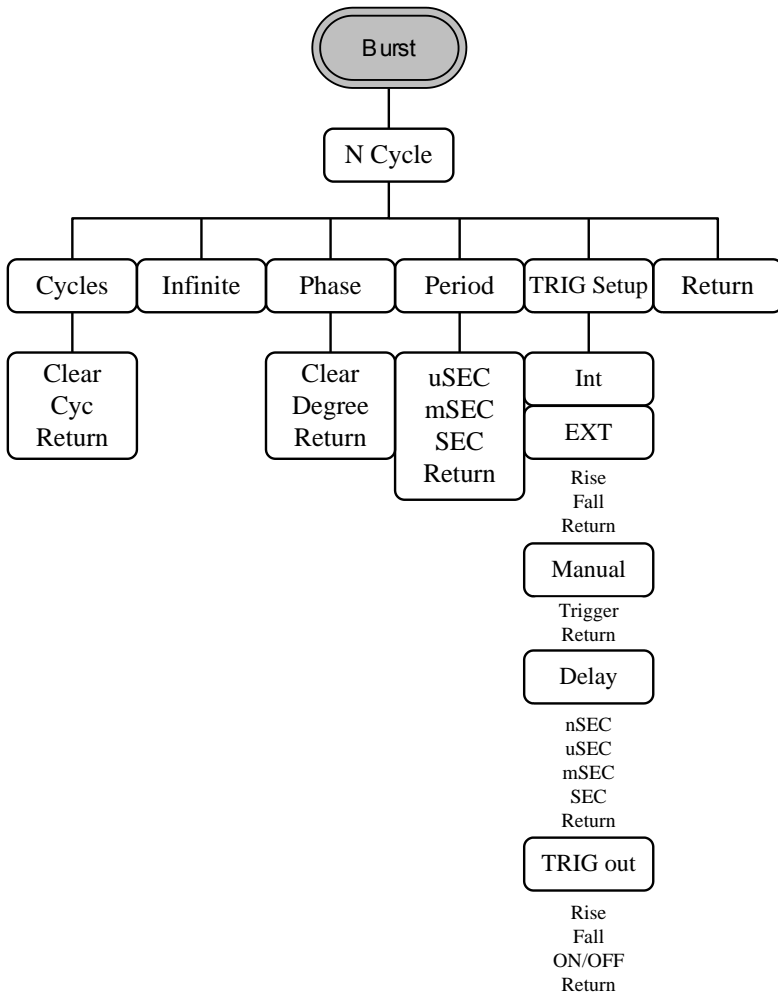 Burst
N Cycle
Cycles
Infinite
Phase
Period
TRIG Setup
Return
Clear
Cyc
Return
Clear
Degree
Return
uSEC
mSEC
SEC
Return
Int
EXT
Rise
Fall
Return
Manual
Trigger
Return
Delay
nSEC
uSEC
mSEC
SEC
Return
TRIG out
Rise
Fall
ON/OFF
Return